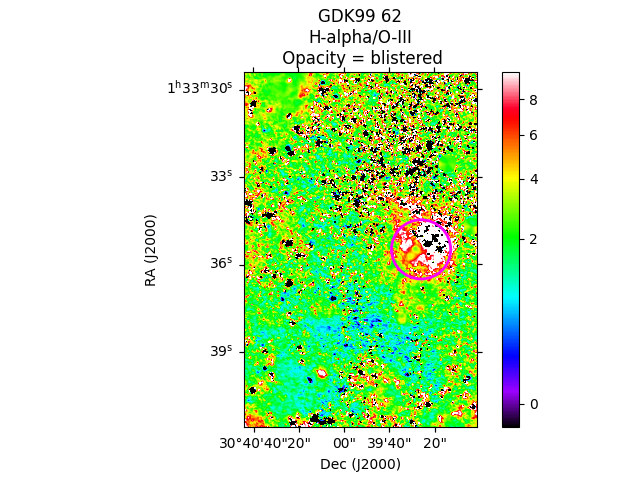 GDK99 62
H-alpha/O-III
Opacity = blistered
1h33m30s
33s
36s
39s
RA (J2000)
30°40'40"20" 00" 39'40" 20"
Dec (J2000)
8
6
4
2
0